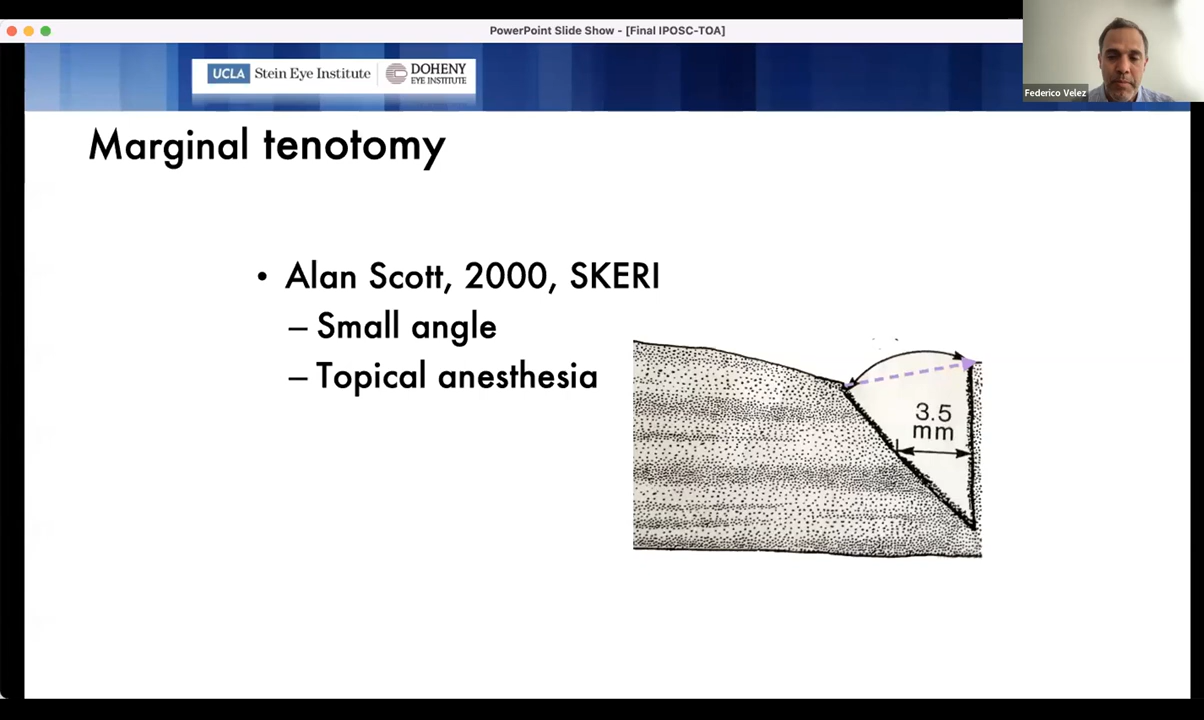 PowerPoint Slide Show - [Final IPOSC-TOA]
UCLA Stein Eye Institute
DOHENY
EYE INSTITUTE
Federico Velez
Marginal tenotomy
• Alan Scott, 2000, SKERI
– Small angle
– Topical anesthesia
3.5
mm